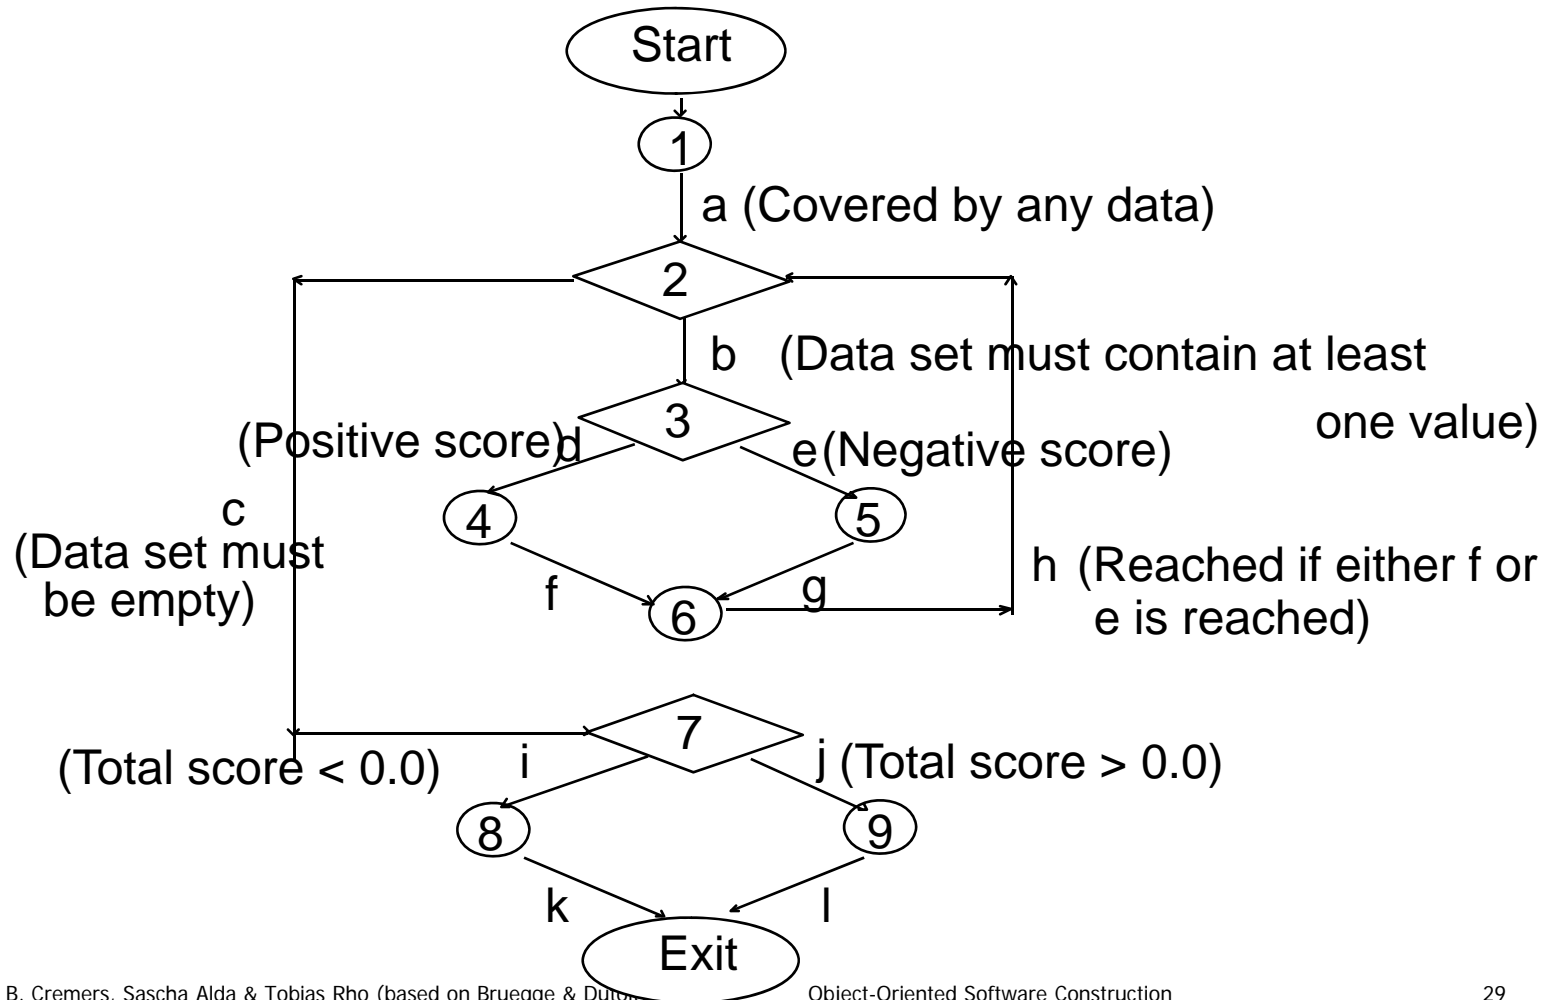 Start
1
a (Covered by any data)
2
b (Data set must contain at least
one value)
3
(Positive score)
d
e(Negative score)
c
(Data set must
be empty)
4
5
h (Reached if either f or
e is reached)
f
g
6
7
(Total score < 0.0)
i
j (Total score > 0.0)
8
9
k
l
Exit
B. Cremers, Sascha Alda & Tobias Rho (based on Bruegge &
Object-Oriented Software Construction
29